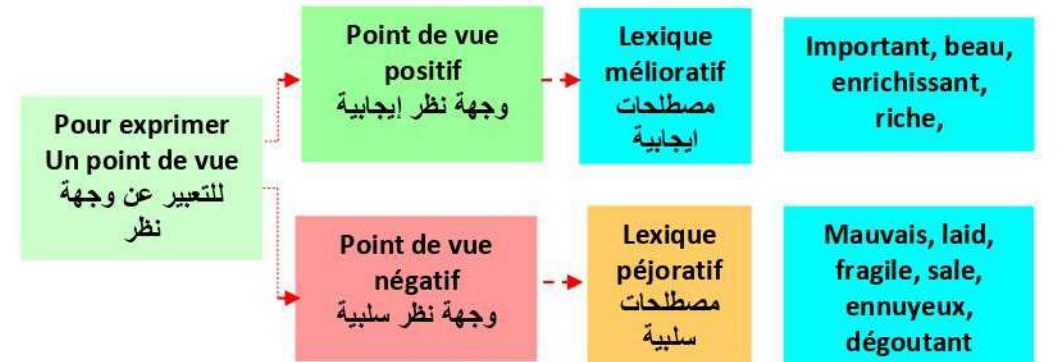 Pour exprimer
Un point de vue
للتعبير عن وجهة
نظر
Point de vue
positif
وجهة نظر إيجابية
Lexique
mélioratif
مصطلحات
ايجابية
Important, beau,
enrichissant,
riche,
Point de vue
négatif
وجهة نظر سلبية
Lexique
péjoratif
مصطلحات
سلبية
Mauvais, laid,
fragile, sale,
ennuyeux,
dégoutant